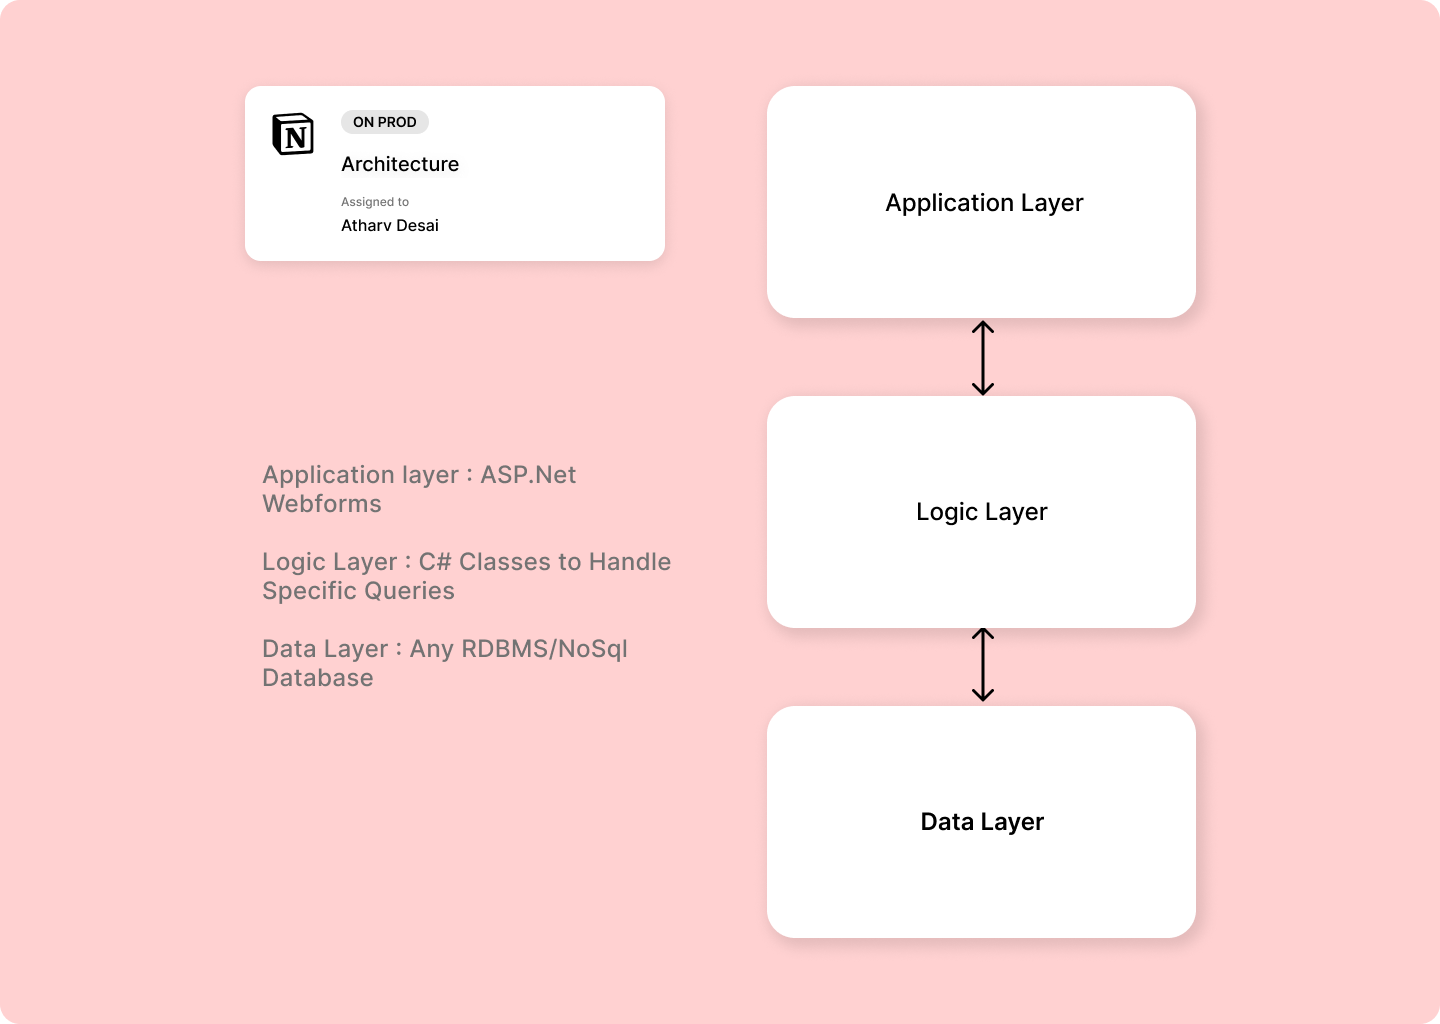 N
ON PROD
Architecture
Assigned to
Atharv Desai
Application Layer
Application layer : ASP.Net
Webforms
Logic Layer : C# Classes to Handle
Specific Queries
Data Layer : Any RDBMS/NoSql
Database
Logic Layer
Data Layer